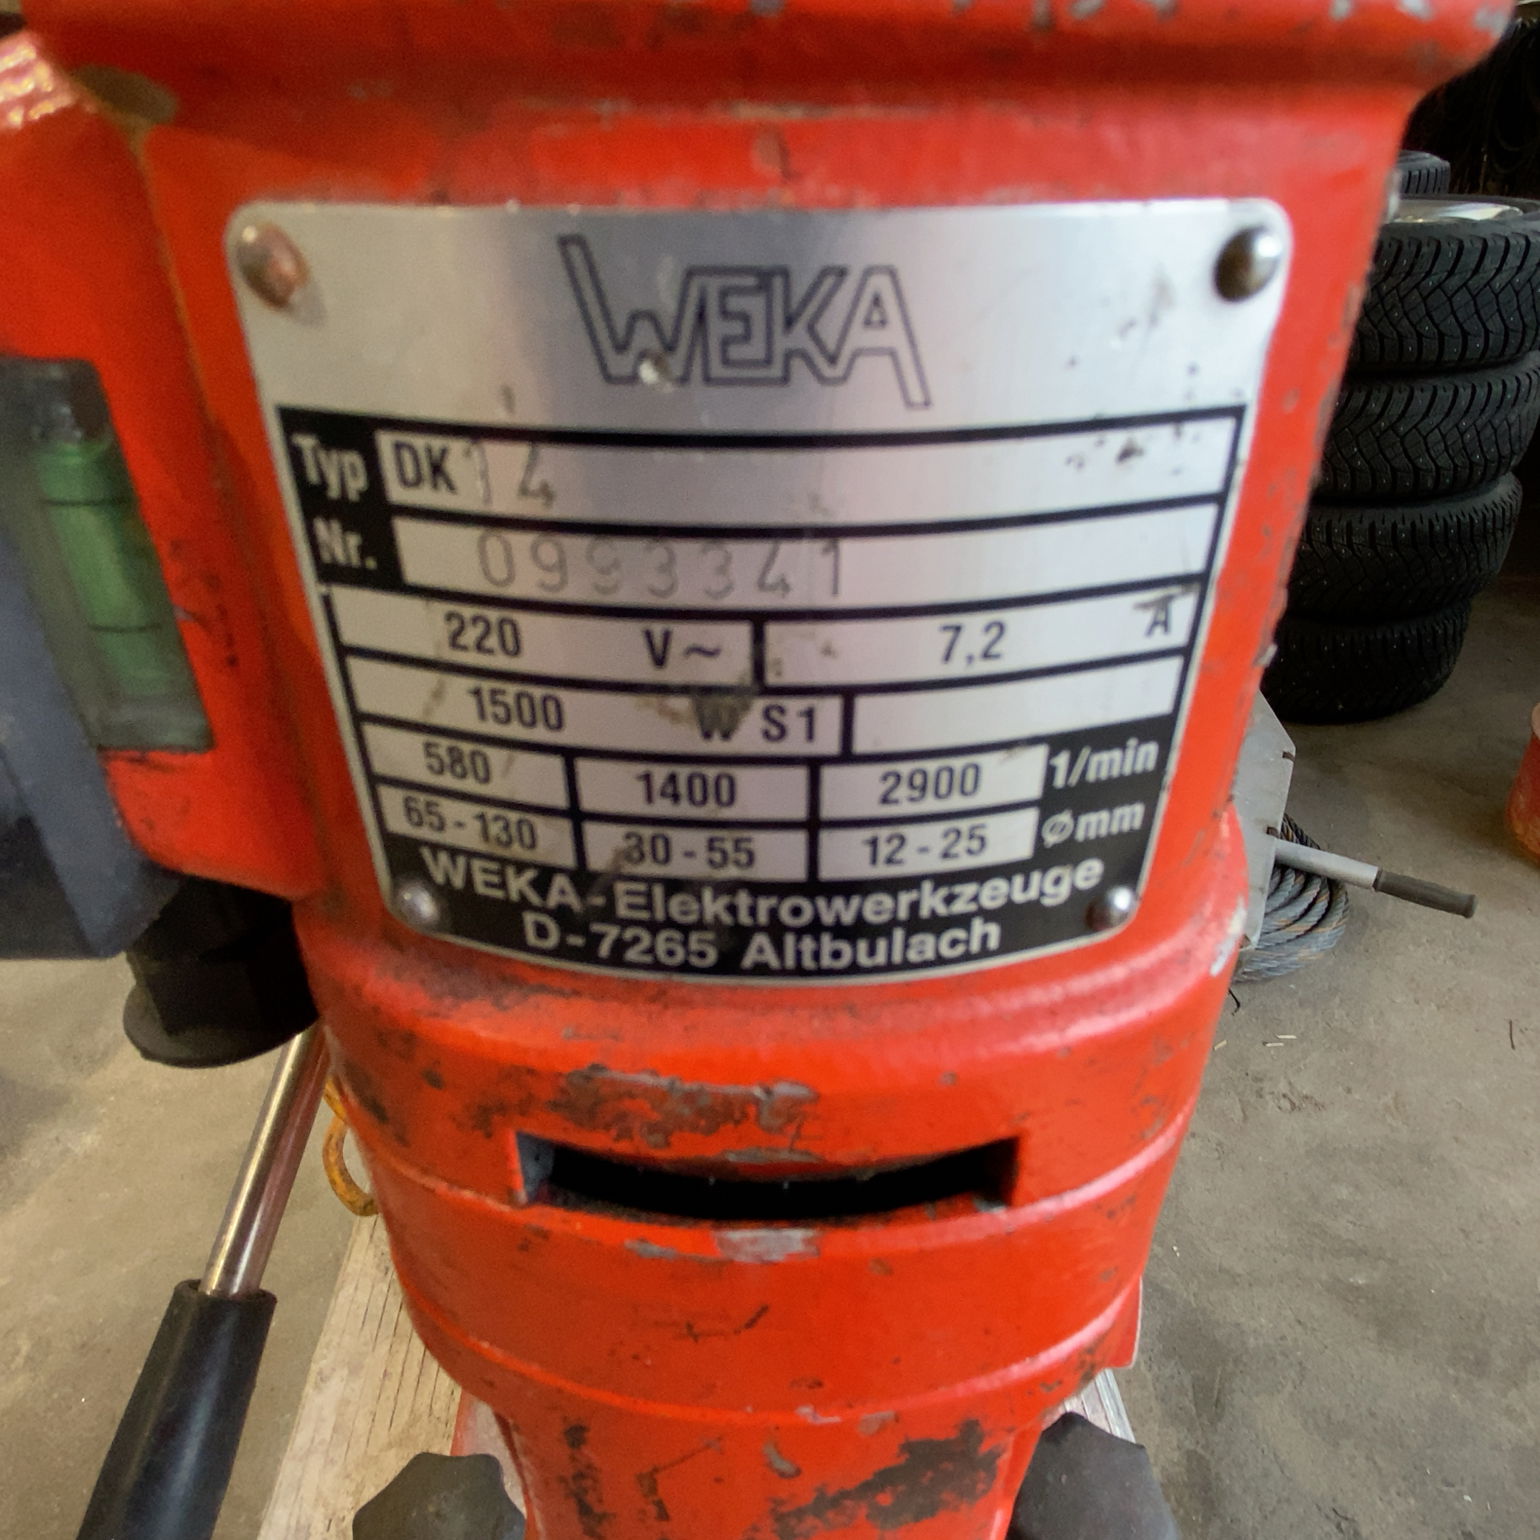 WEKA
Typ DK 14
Nr. 0993341
220 V~ 7,2 A
1500 W S1
580 1400 2900 1/min
65-130 30-55 12-25 ømm
WEKA-Elektrowerkzeuge
D-7265 Altbulach